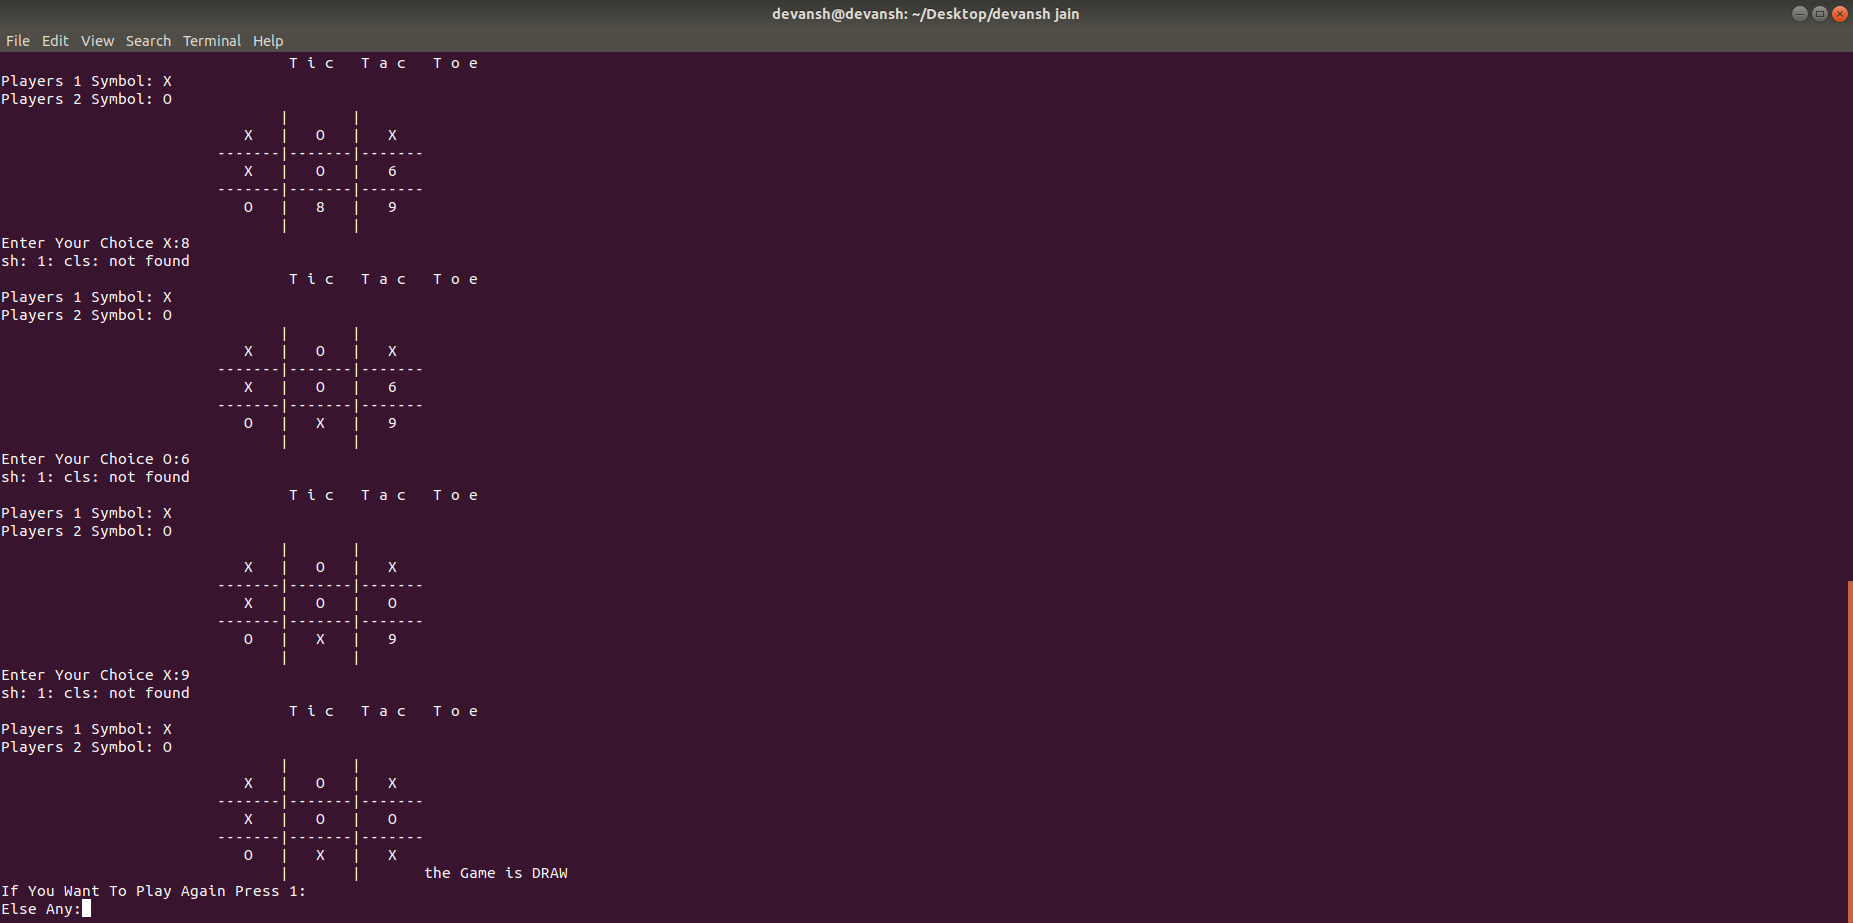 devansh@devansh: ~/Desktop/devansh jain
File Edit View Search Terminal Help
T i c   T a c   T o e
Players 1 Symbol: X
Players 2 Symbol: O
|       |
X   |   O   |   X
-------|-------|-------
X   |   O   |   6
-------|-------|-------
O   |   8   |   9
|       |
Enter Your Choice X:8
sh: 1: cls: not found
T i c   T a c   T o e
Players 1 Symbol: X
Players 2 Symbol: O
|       |
X   |   O   |   X
-------|-------|-------
X   |   O   |   6
-------|-------|-------
O   |   X   |   9
|       |
Enter Your Choice O:6
sh: 1: cls: not found
T i c   T a c   T o e
Players 1 Symbol: X
Players 2 Symbol: O
|       |
X   |   O   |   X
-------|-------|-------
X   |   O   |   O
-------|-------|-------
O   |   X   |   9
|       |
Enter Your Choice X:9
sh: 1: cls: not found
T i c   T a c   T o e
Players 1 Symbol: X
Players 2 Symbol: O
|       |
X   |   O   |   X
-------|-------|-------
X   |   O   |   O
-------|-------|-------
O   |   X   |   X
|       |       the Game is DRAW
If You Want To Play Again Press 1:
Else Any: